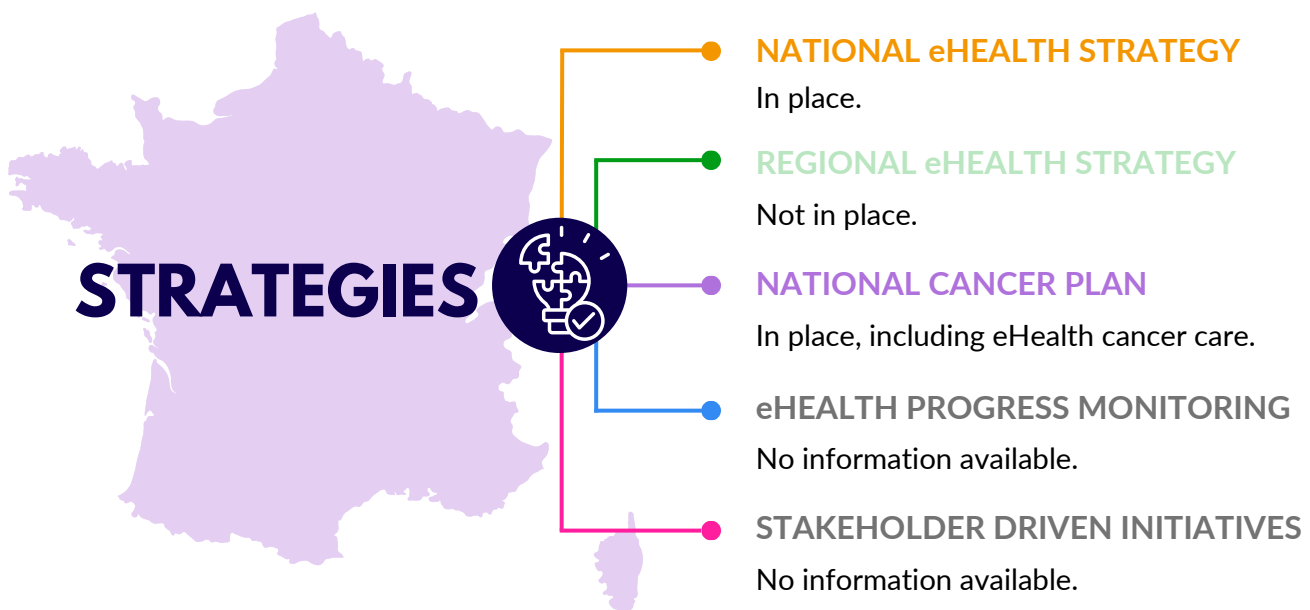 STRATEGIES
NATIONAL eHEALTH STRATEGY
In place.
REGIONAL eHEALTH STRATEGY
Not in place.
NATIONAL CANCER PLAN
In place, including eHealth cancer care.
eHEALTH PROGRESS MONITORING
No information available.
STAKEHOLDER DRIVEN INITIATIVES
No information available.